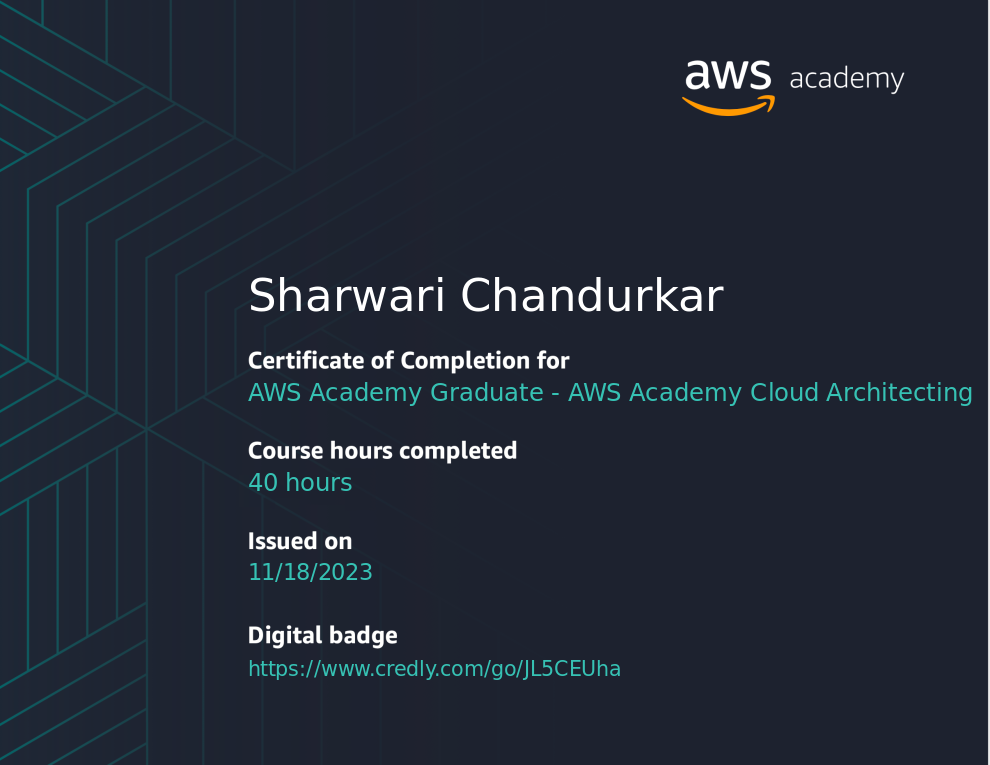 aws academy
Sharwari Chandurkar
Certificate of Completion for
AWS Academy Graduate - AWS Academy Cloud Architecting
Course hours completed
40 hours
Issued on
11/18/2023
Digital badge
https://www.credly.com/go/JL5CEUha